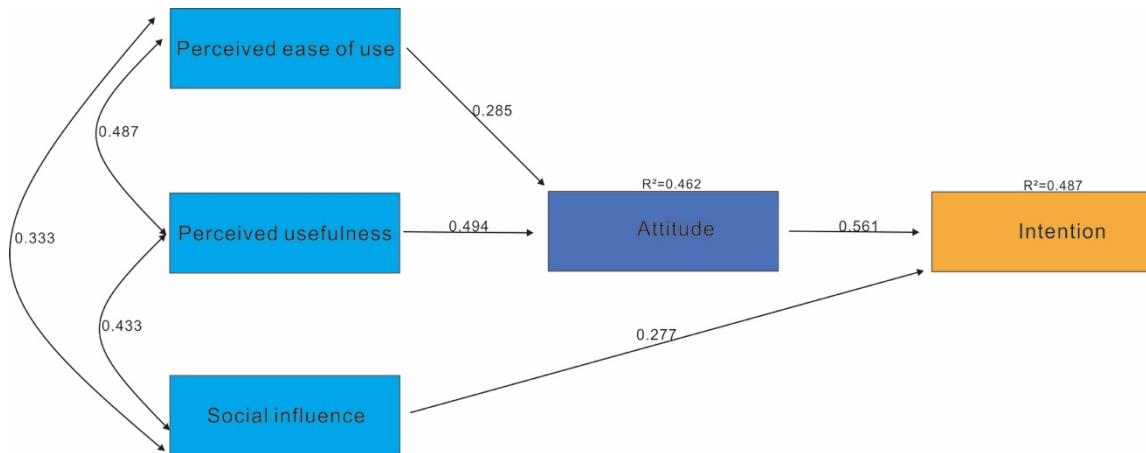 Perceived ease of use
0.285
0.487
R²=0.462
R²=0.487
Perceived usefulness
0.494
Attitude
0.561
Intention
0.333
0.433
0.277
Social influence